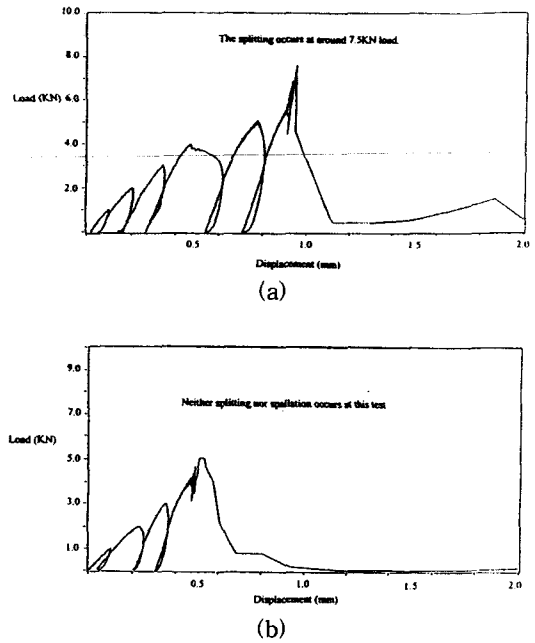 10.0
The splitting occurs at around 7.5KN load.
8.0
Load (KN)
6.0
4.0
2.0
0.5
1.0
1.5
2.0
Displacement (mm)
(a)
9.0
Neither splitting nor spallation occurs at this test
7.0
Load (KN)
5.0
3.0
1.0
0.5
1.0
1.5
2.0
Displacement (mm)
(b)